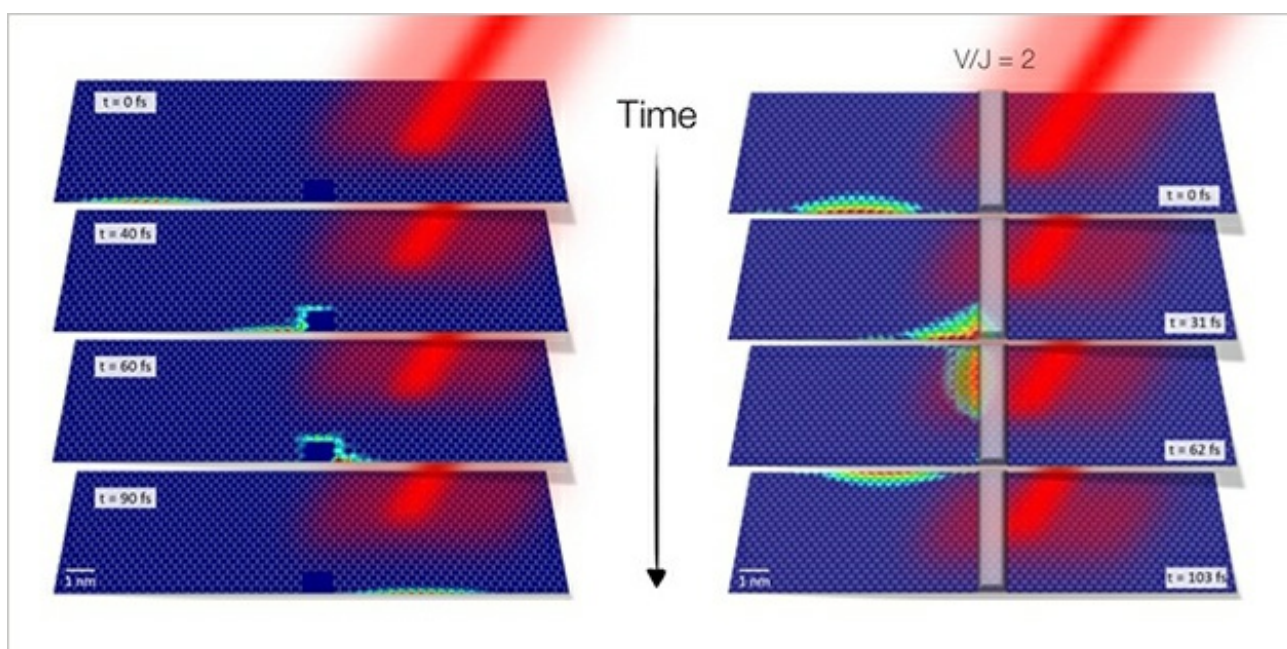 t = 0 fs
t = 40 fs
t = 60 fs
t = 90 fs
1 nm
Time
V/J = 2
t = 0 fs
t = 31 fs
t = 62 fs
t = 103 fs
1 nm